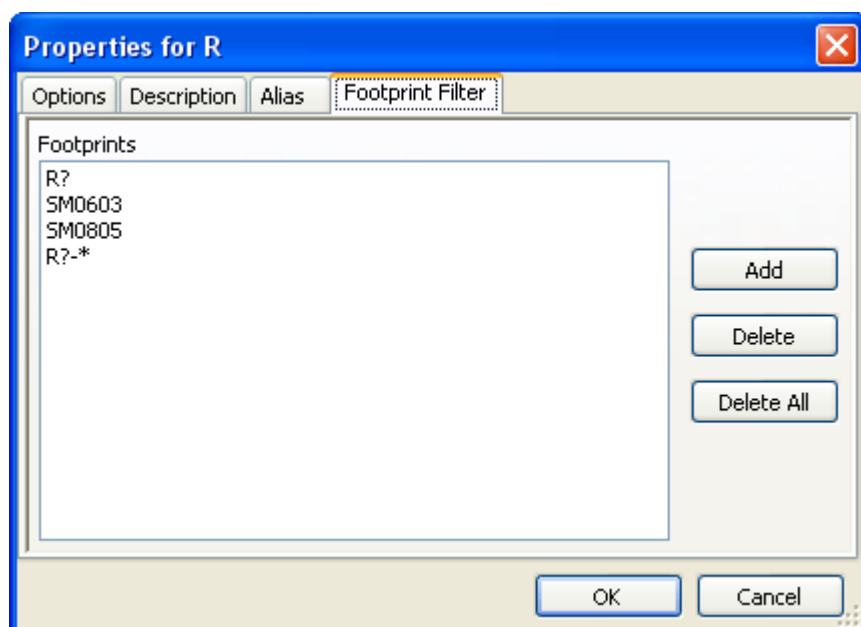 Properties for R
Options Description Alias Footprint Filter
Footprints
R?
SM0603
SM0805
R?-*
Add
Delete
Delete All
OK Cancel